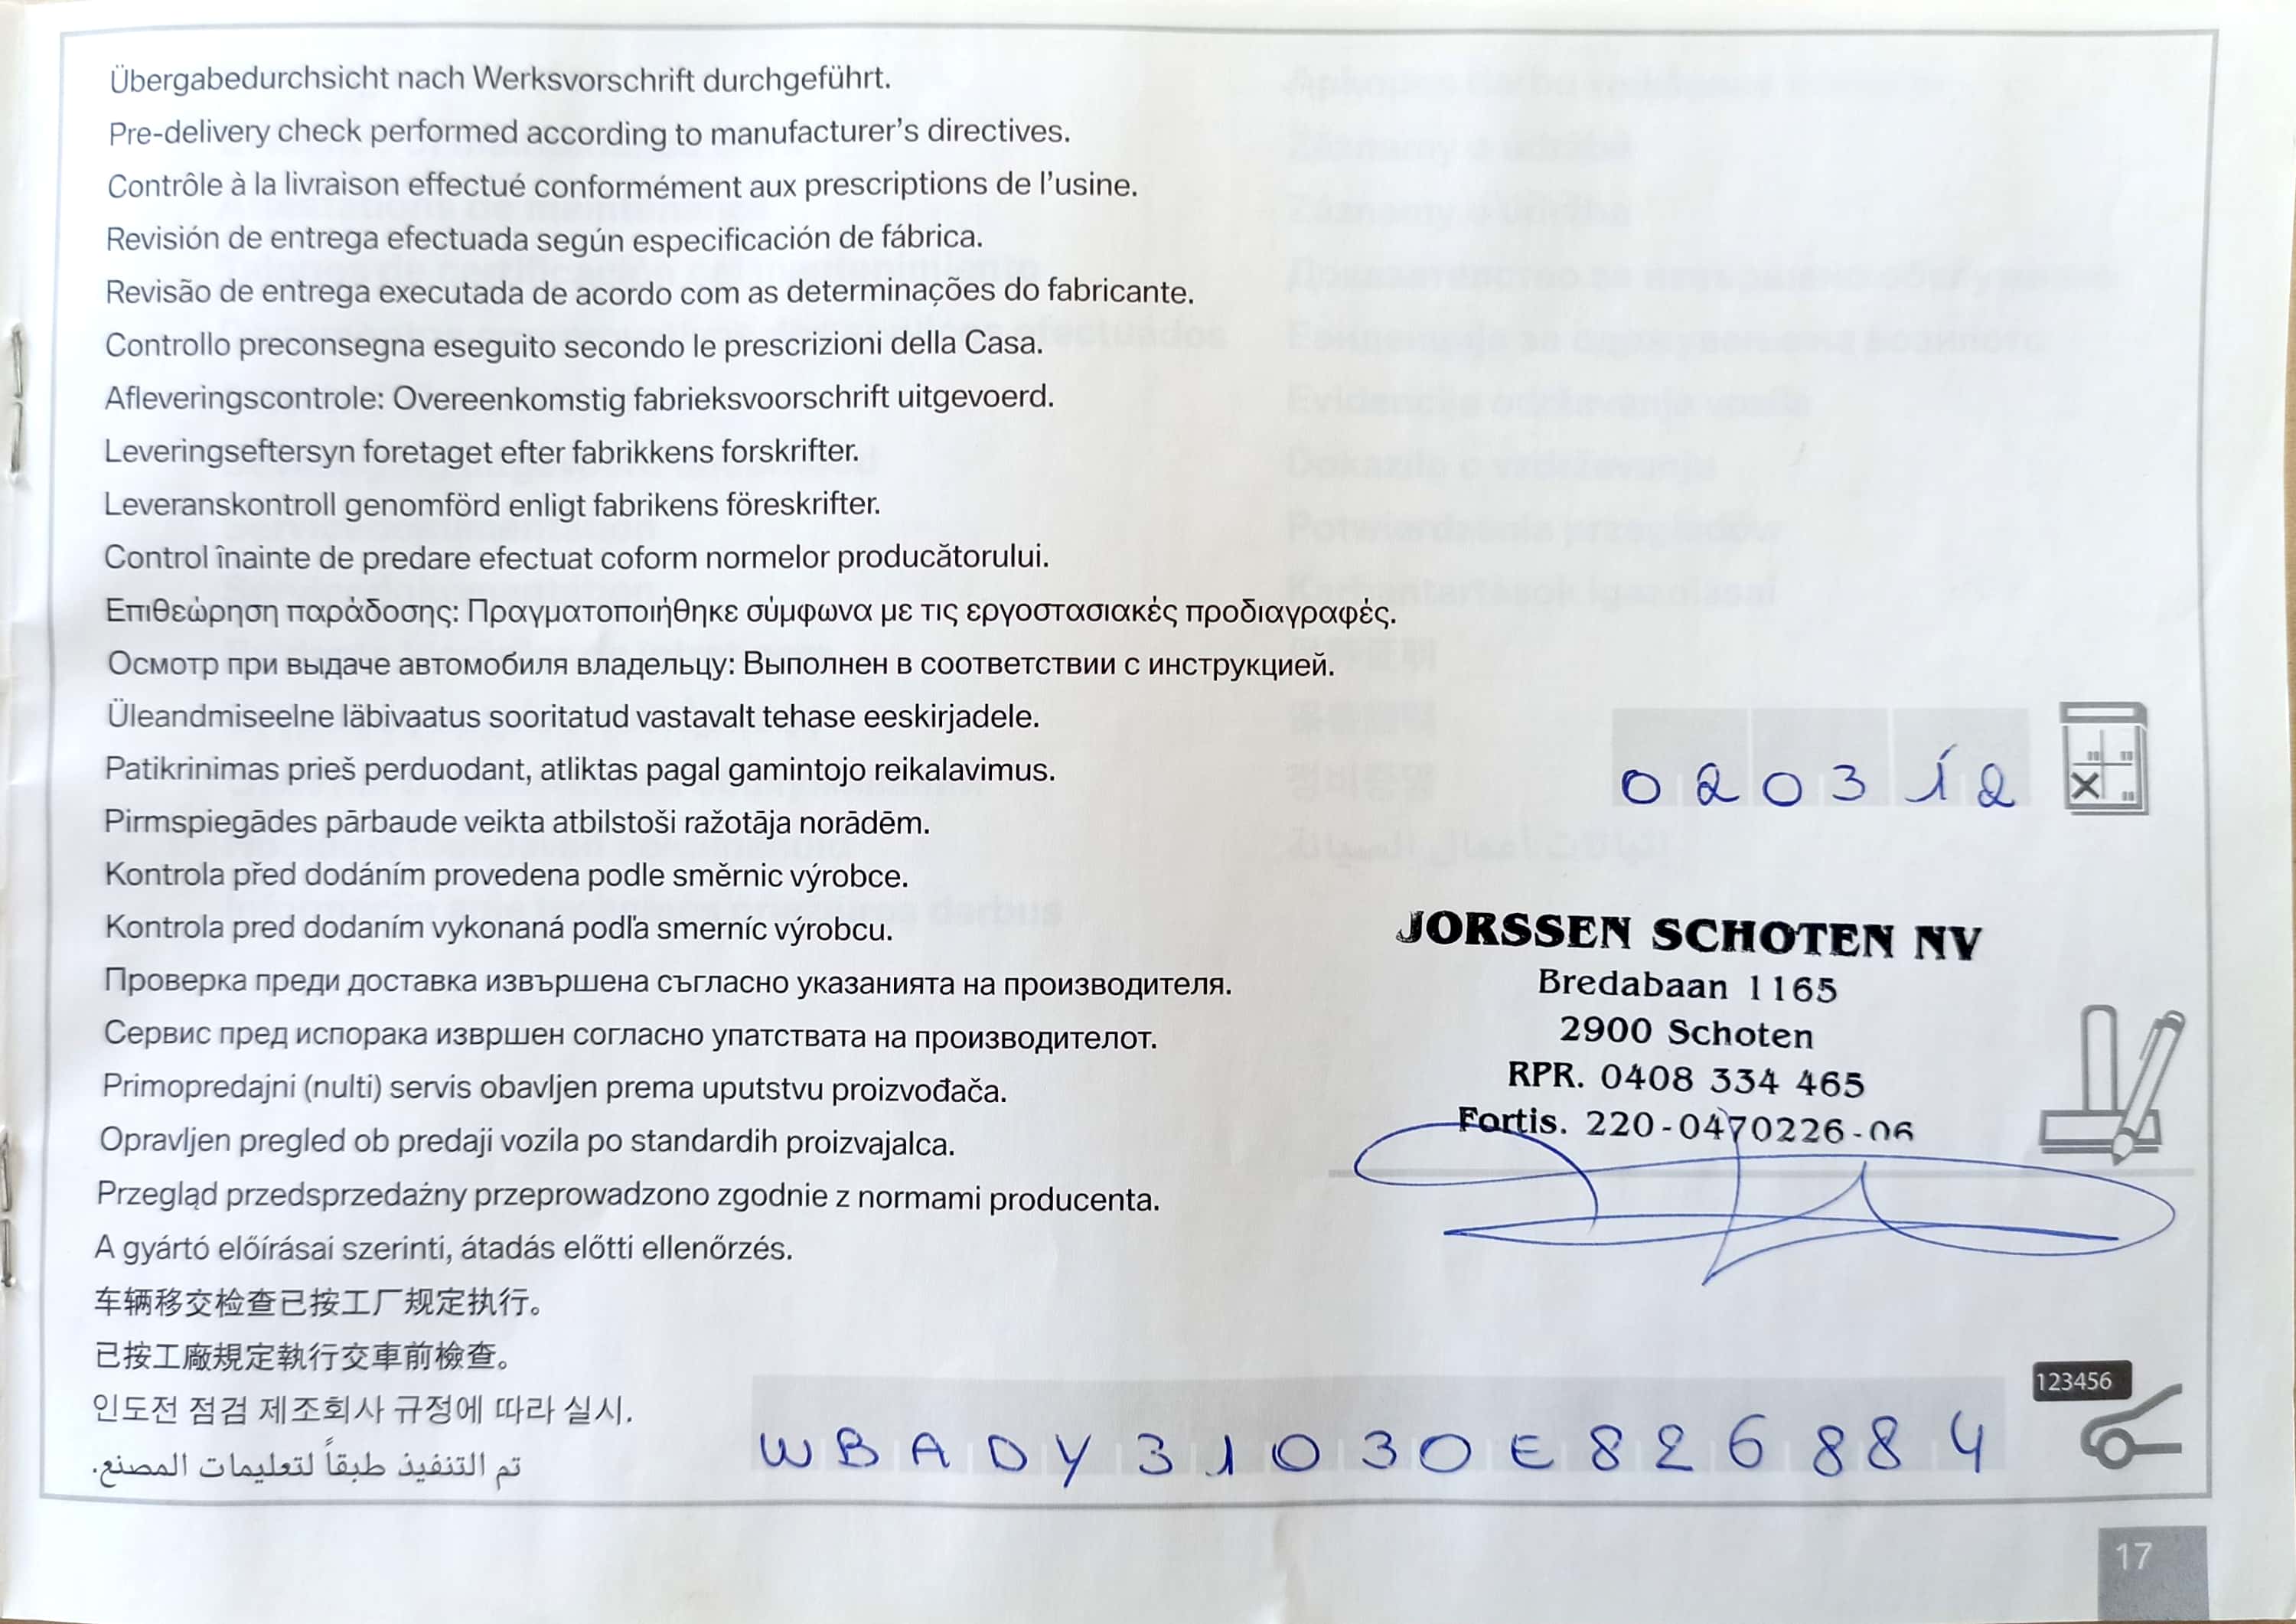 Übergabedurchsicht nach Werksvorschrift durchgeführt.
Pre-delivery check performed according to manufacturer's directives.
Contrôle à la livraison effectué conformément aux prescriptions de l'usine.
Revisión de entrega efectuada según especificación de fábrica.
Revisão de entrega executada de acordo com as determinações do fabricante.
Controllo preconsegna eseguito secondo le prescrizioni della Casa.
Afleveringscontrole: Overeenkomstig fabrieksvoorschrift uitgevoerd.
Leveringseftersyn foretaget efter fabrikkens forskrifter.
Leveranskontroll genomförd enligt fabrikens föreskrifter.
Control înainte de predare efectuat coform normelor producătorului.
Επιθεώρηση παράδοσης: Πραγματοποιήθηκε σύμφωνα με τις εργοστασιακές προδιαγραφές.
Осмотр при выдаче автомобиля владельцу: Выполнен в соответствии с инструкцией.
Üleandmiseelne läbivaatus sooritatud vastavalt tehase eeskirjadele.
Patikrinimas prieš perduodant, atliktas pagal gamintojo reikalavimus.
Pirmspiegādes pārbaude veikta atbilstoši ražotāja norādēm.
Kontrola před dodáním provedena podle směrnic výrobce.
Kontrola pred dodaním vykonaná podľa smerníc výrobcu.
Проверка преди доставка извършена съгласно указанията на производителя.
Сервис пред испорака извршен согласно упатствата на производителот.
Primopredajni (nulti) servis obavljen prema uputstvu proizvođača.
Opravljen pregled ob predaji vozila po standardih proizvajalca.
Przegląd przedsprzedażny przeprowadzono zgodnie z normami producenta.
A gyártó előírásai szerinti, átadás előtti ellenőrzés.
车辆移交检查已按工厂规定执行。
已按工廠規定執行交車前檢查。
인도전 점검 제조회사 규정에 따라 실시.
تم التنفيذ طبقاً لتعليمات المصنع.
020312
JORSSEN SCHOTEN NV
Bredabaan 1165
2900 Schoten
RPR. 0408 334 465
Fortis. 220-0470226-06
123456
WBADY31030E826884
17